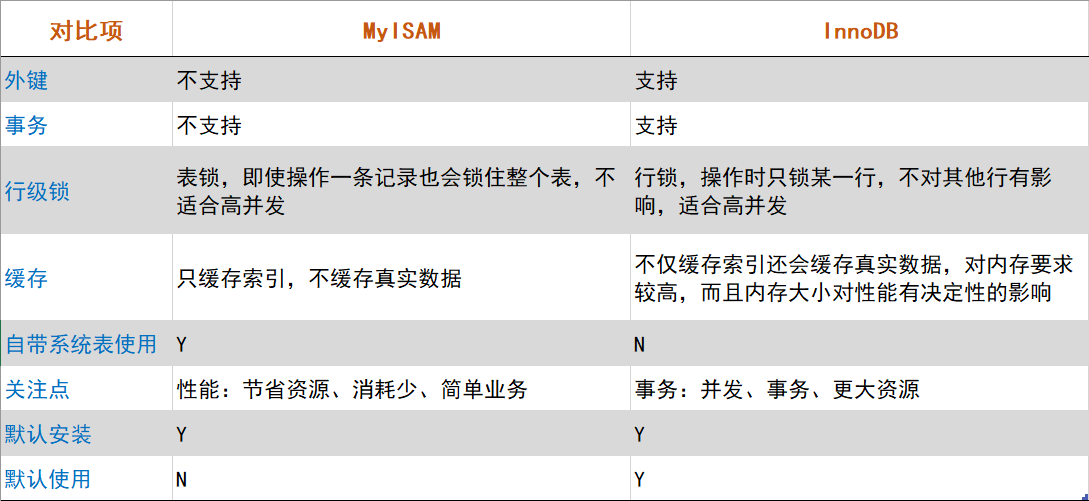 对比项 MyISAM InnoDB
外键 不支持 支持
事务 不支持 支持
行级锁 表锁，即使操作一条记录也会锁住整个表，不 行锁，操作时只锁某一行，不对其他行有影
适合高并发 响，适合高并发
缓存 只缓存索引，不缓存真实数据 不仅缓存索引还会缓存真实数据，对内存要求
较高，而且内存大小对性能有决定性的影响
自带系统表使用 Y N
关注点 性能：节省资源、消耗少、简单业务 事务：并发、事务、更大资源
默认安装 Y Y
默认使用 N Y